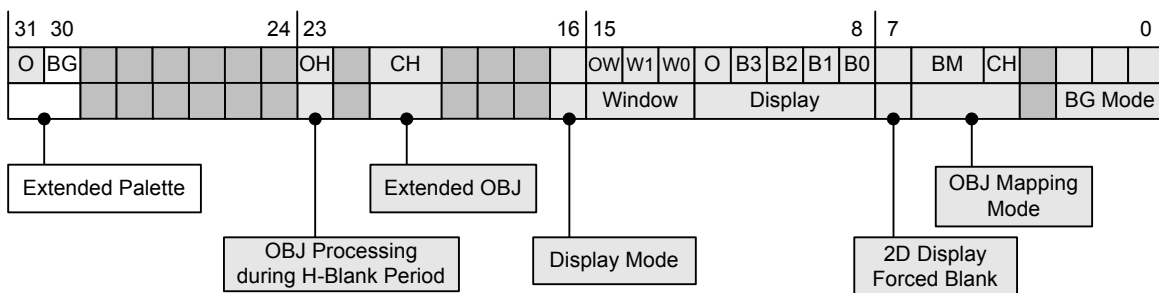 31 30 24 23 16 15 8 7 0
O BG OH CH OW W1 W0 O B3 B2 B1 B0 BM CH
Window Display BG Mode
Extended Palette
Extended OBJ
OBJ Mapping
Mode
OBJ Processing
during H-Blank Period
Display Mode
2D Display
Forced Blank